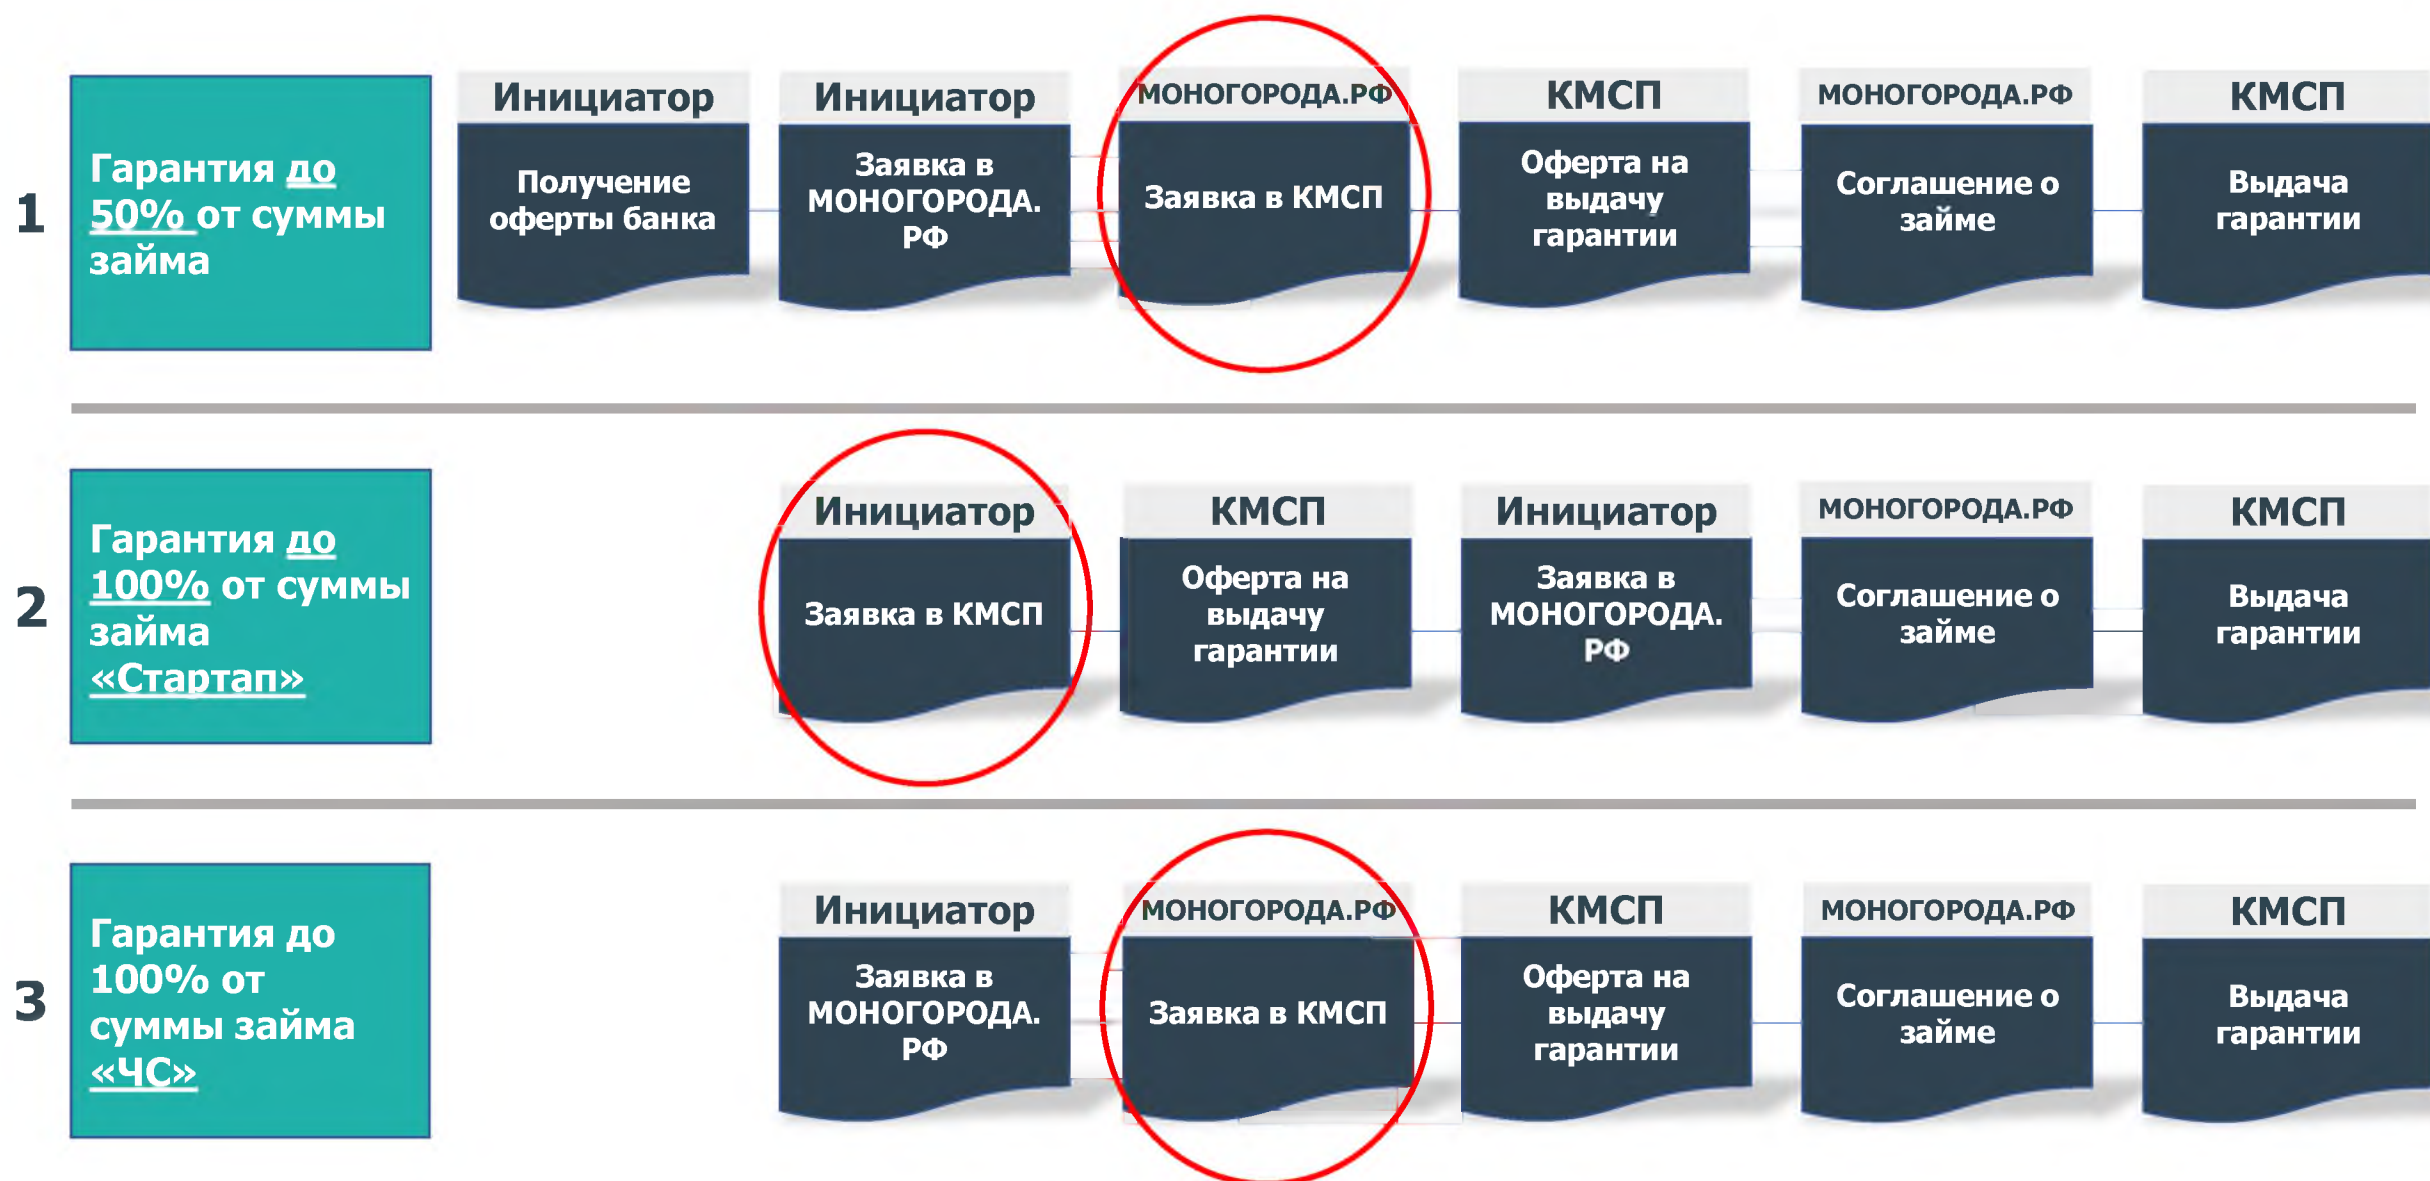 1
Гарантия до
50% от суммы
займа
Инициатор
Получение
оферты банка
Инициатор
Заявка в
МОНОГОРОДА.
РФ
МОНОГОРОДА.РФ
Заявка в КМСП
КМСП
Оферта на
выдачу
гарантии
МОНОГОРОДА.РФ
Соглашение о
займе
КМСП
Выдача
гарантии
2
Гарантия до
100% от суммы
займа
«Стартап»
Инициатор
Заявка в КМСП
КМСП
Оферта на
выдачу
гарантии
Инициатор
Заявка в
МОНОГОРОДА.
РФ
МОНОГОРОДА.РФ
Соглашение о
займе
КМСП
Выдача
гарантии
3
Гарантия до
100% от
суммы займа
«ЧС»
Инициатор
Заявка в
МОНОГОРОДА.
РФ
МОНОГОРОДА.РФ
Заявка в КМСП
КМСП
Оферта на
выдачу
гарантии
МОНОГОРОДА.РФ
Соглашение о
займе
КМСП
Выдача
гарантии